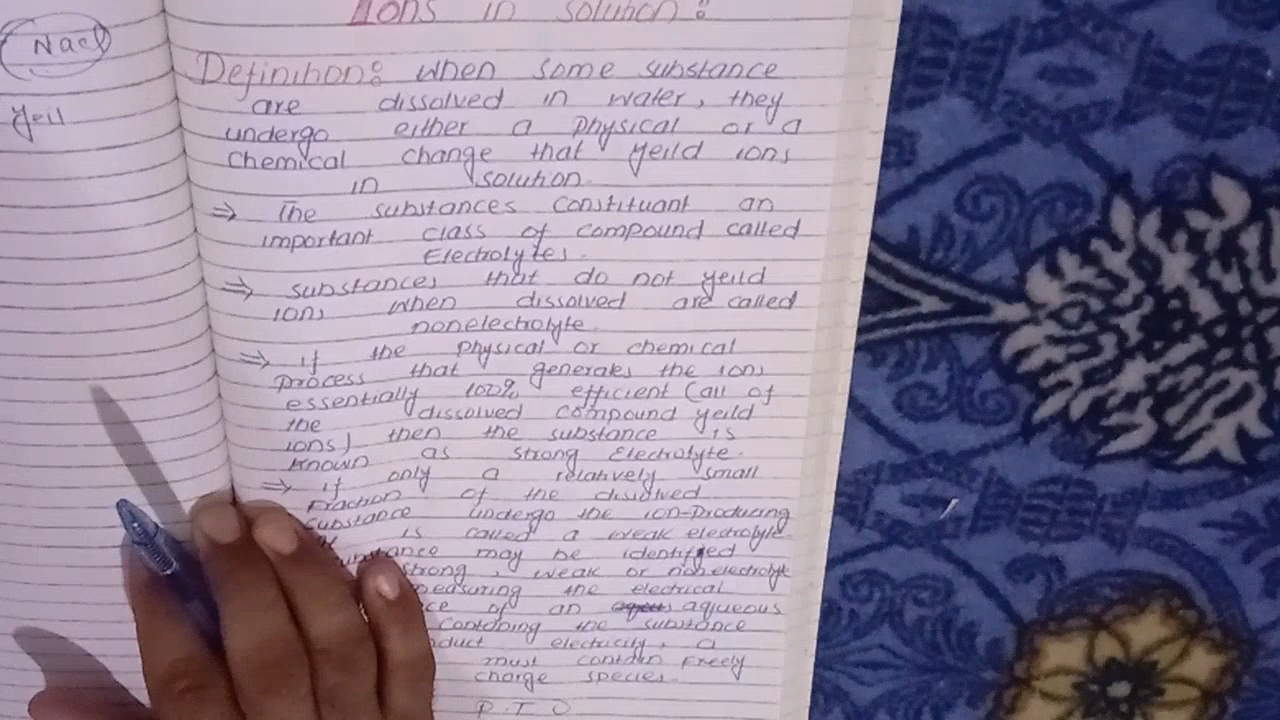 Ions in solution:
NaCl
Yeil
Definition: when some substance
are dissolved in water, they
undergo either a physical or a
chemical change that yeild ions
in solution.
⇒ The substances constituant an
important class of compound called
Electrolytes.
⇒ substances that do not yeild
ions when dissolved are called
nonelectrolyte.
⇒ if the physical or chemical
process that generates the ions
essentially 100% efficient (all of
the dissolved compound yeild
ions) then the substance is
known as strong Electrolyte.
⇒ if only a relatively small
fraction of the dissolved
substance undergo the ion-producing
is called a weak electrolyte
may be identified
strong, weak or nonelectrolyte
measuring the electrical
of an aqueous
the substance
electricity, a
must contain freely
charge species.
P.T.O